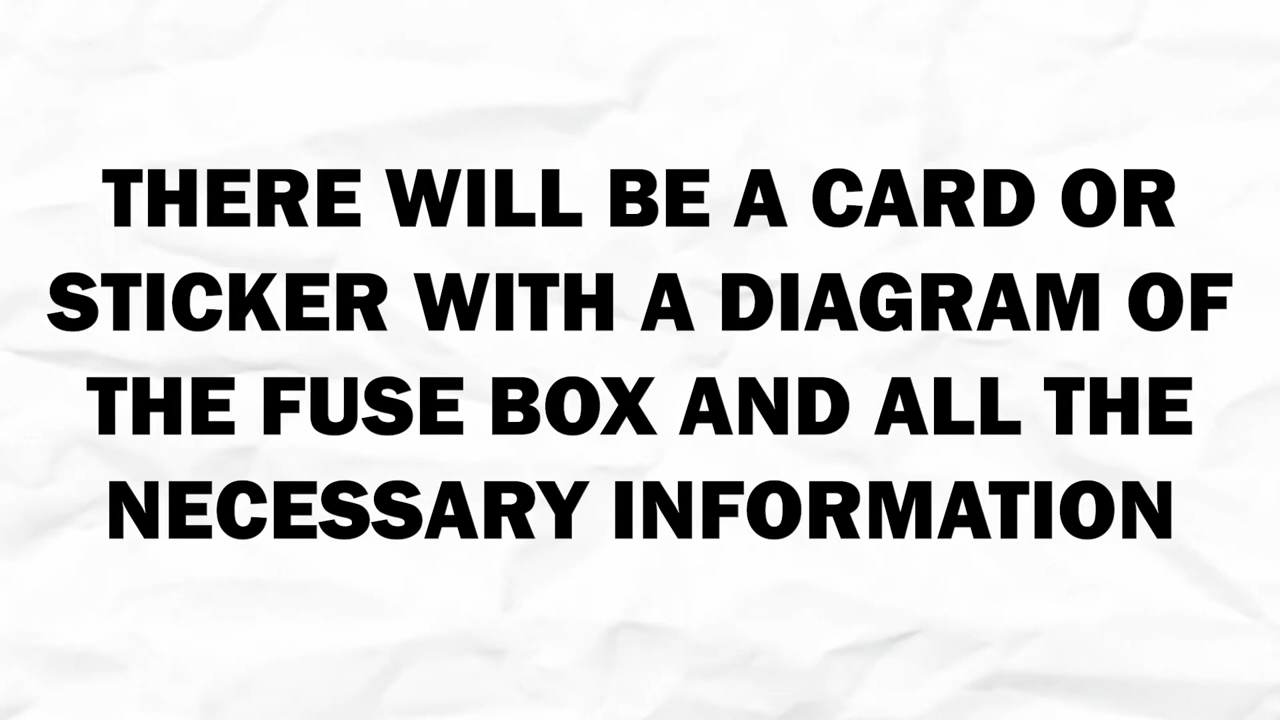 THERE WILL BE A CARD OR
STICKER WITH A DIAGRAM OF
THE FUSE BOX AND ALL THE
NECESSARY INFORMATION